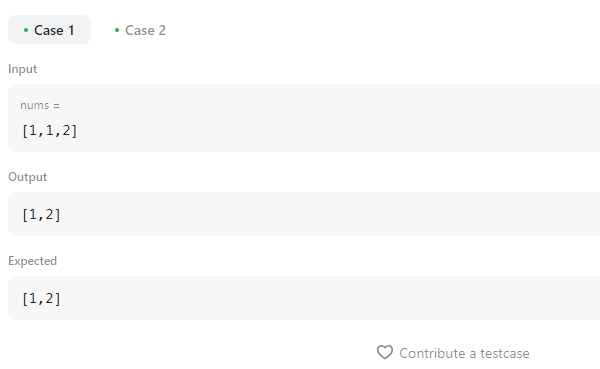 Case 1 Case 2
Input
nums =
[1,1,2]
Output
[1,2]
Expected
[1,2]
Contribute a testcase